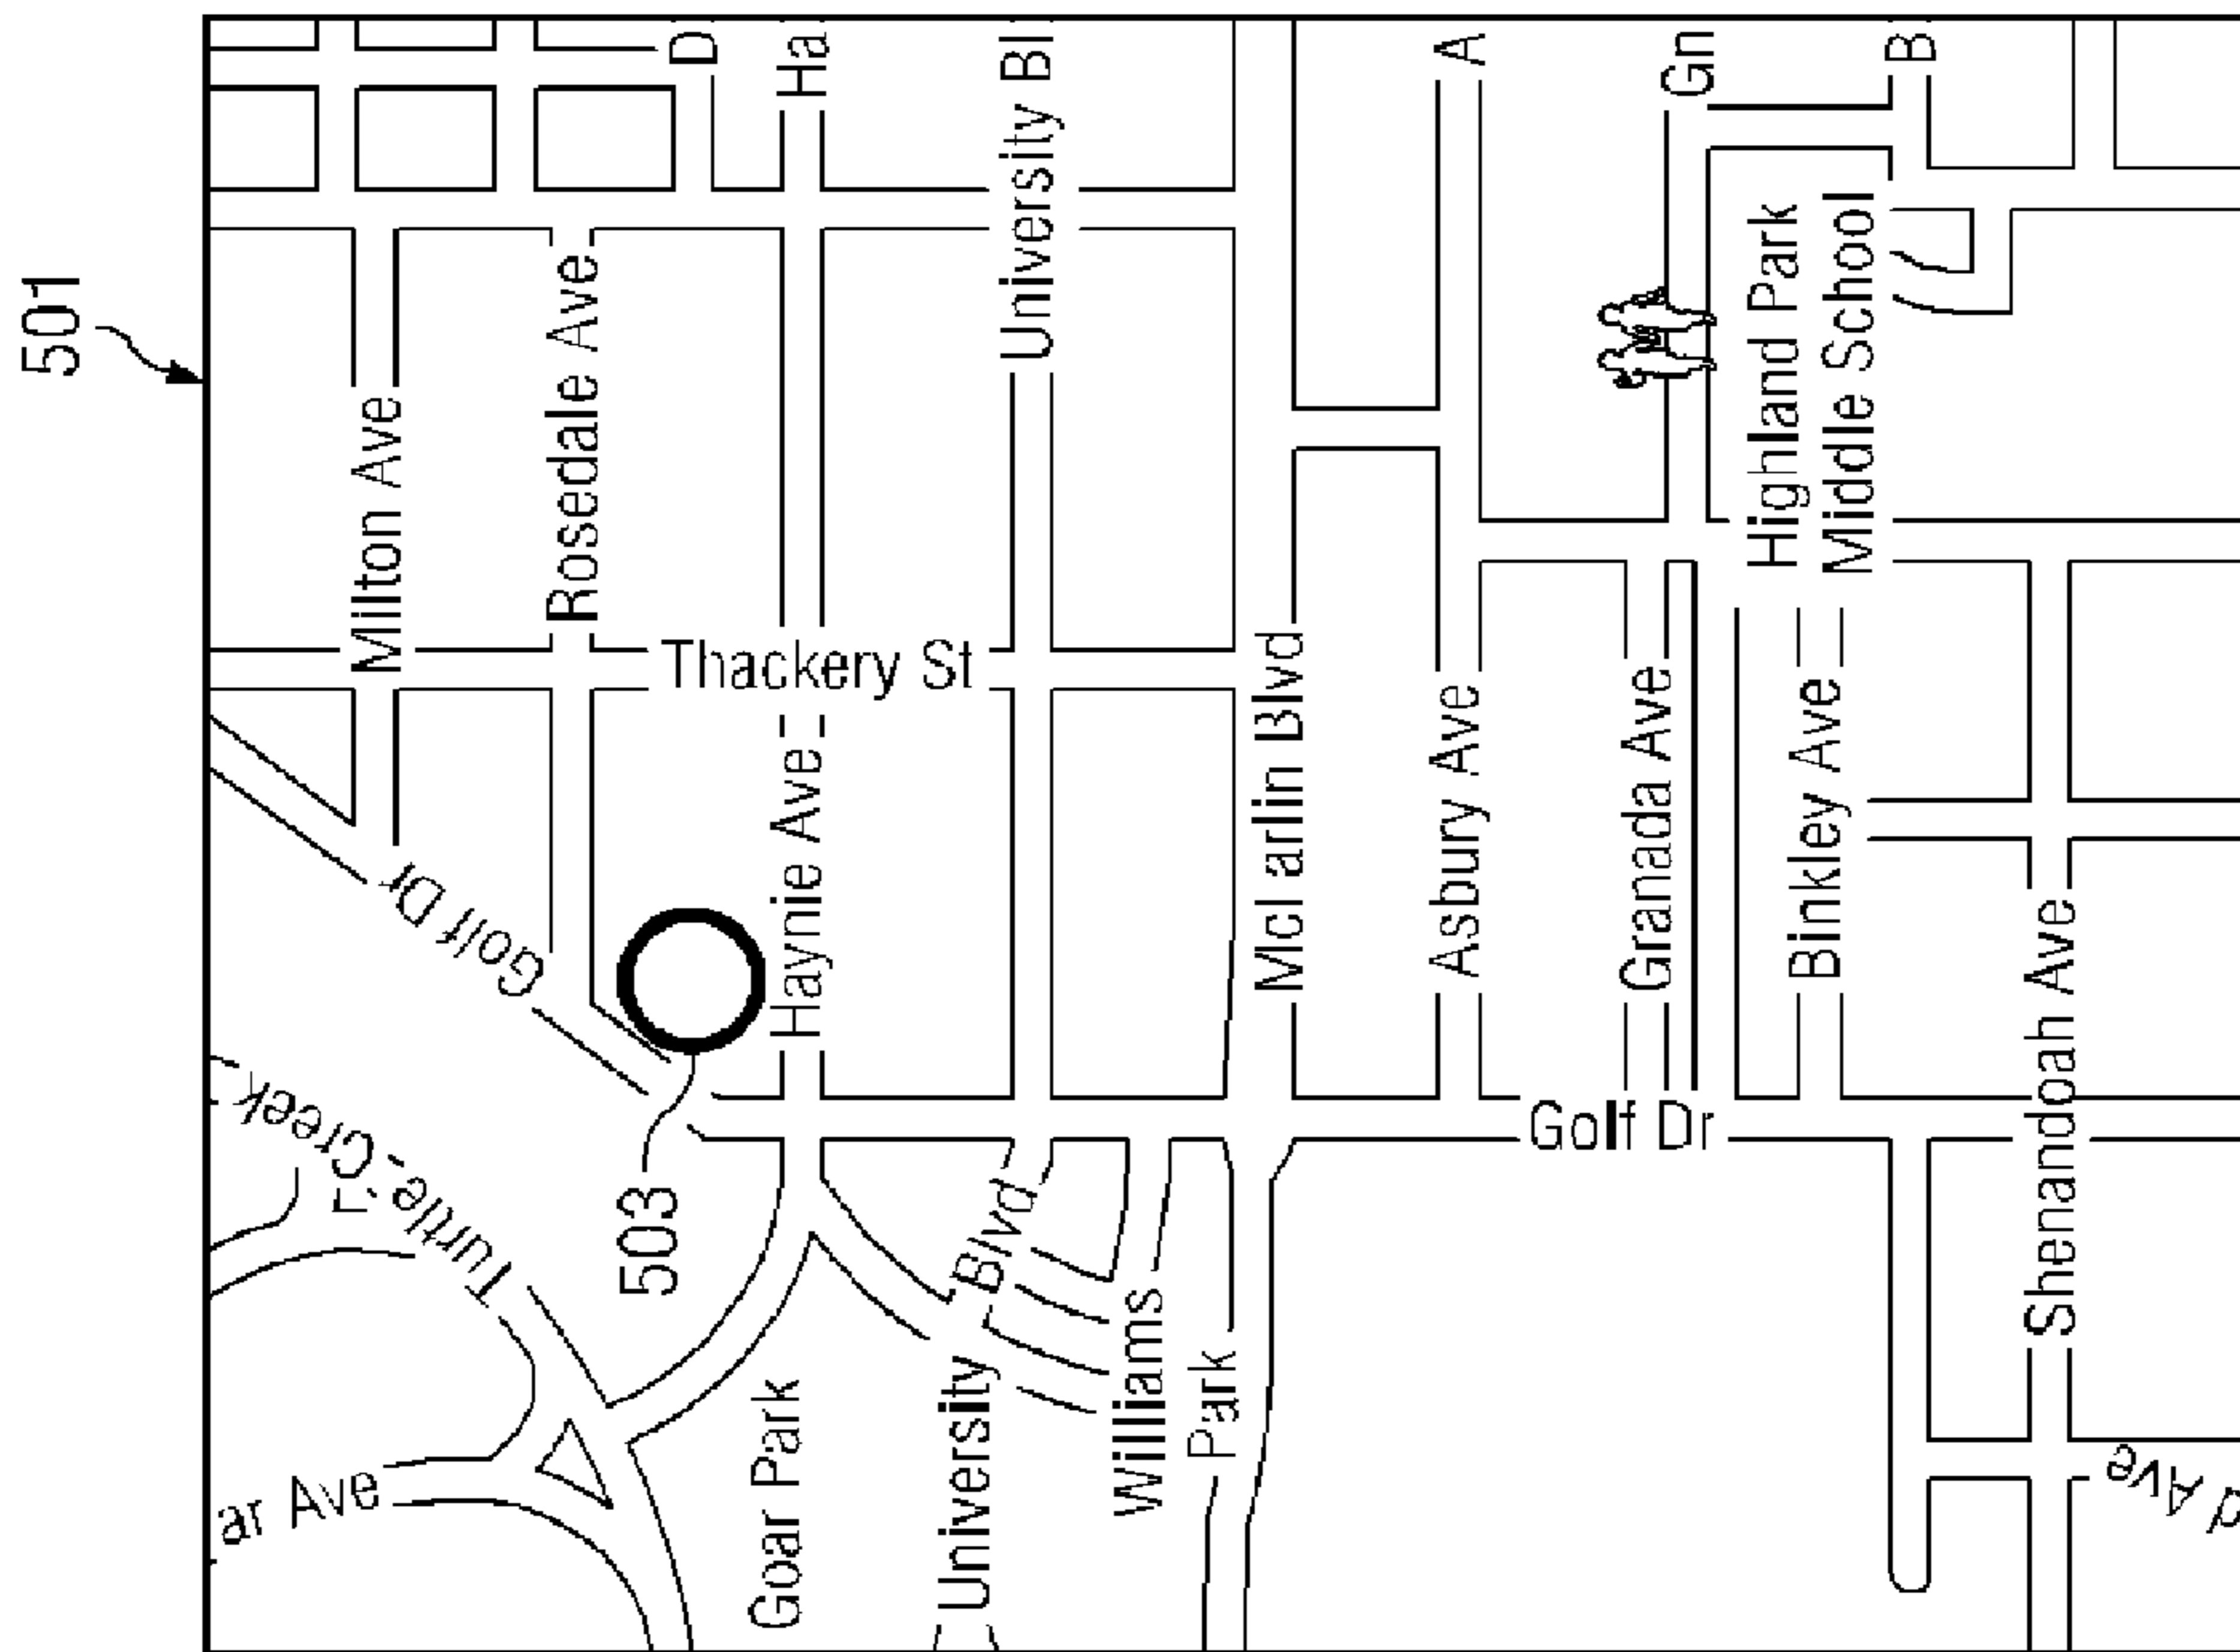 501
D
Ha
University Bl
A
Gn
B
Milton Ave
Rosedale Ave
Highland Park
Middle School
Thackery St
Haynie Ave
Mcl arlin Blvd
Asbury Ave
Granada Ave
Binkley Ave
Shenandoah Ave
Golf Dr
Golf Dr
Turtle-Creek
503
Blvd
University
Williams
Park
Goar Park
ar Ave
d Ave